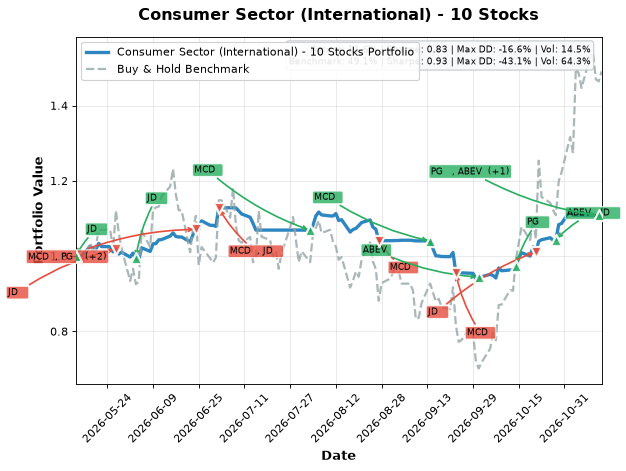 Consumer Sector (International) - 10 Stocks
Consumer Sector (International) - 10 Stocks Portfolio
Buy & Hold Benchmark
0.83 | Max DD: -16.6% | Vol: 14.5%
Benchmark: 49.1% | Sharpe: 0.93 | Max DD: -43.1% | Vol: 64.3%
Portfolio Value
1.4
1.2
1.0
0.8
MCD
JD
MCD
PG , ABEV (+1)
JD
PG
ABEV, JD
MCD, PG (+2)
MCD, JD
ABEV
MCD
JD
JD
MCD
2026-05-24
2026-06-09
2026-06-25
2026-07-11
2026-07-27
2026-08-12
2026-08-28
2026-09-13
2026-09-29
2026-10-15
2026-10-31
Date